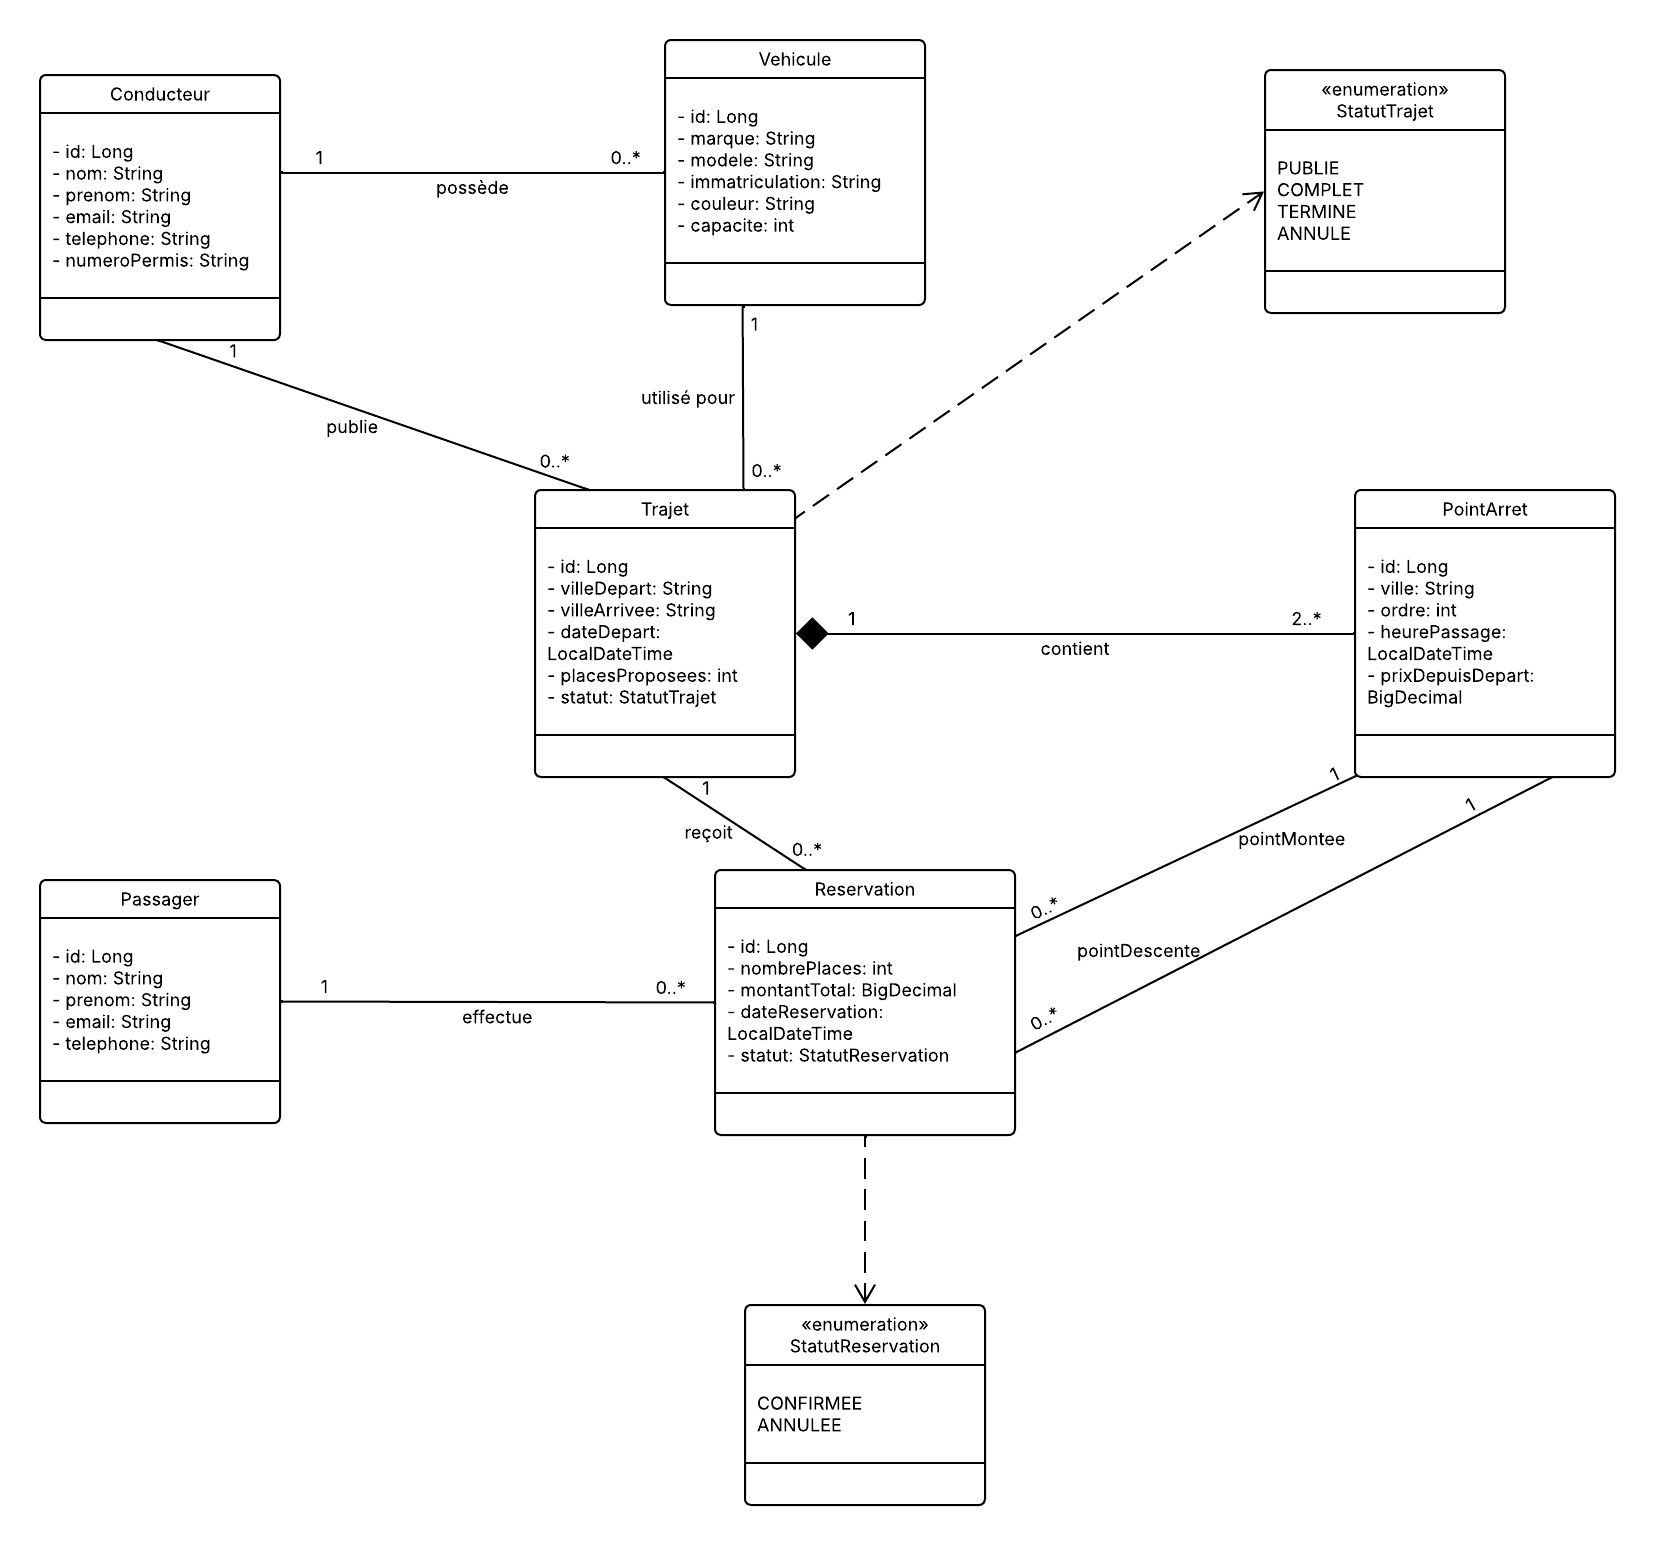 Conducteur
- id: Long
- nom: String
- prenom: String
- email: String
- telephone: String
- numeroPermis: String
1
0..*
possède
Vehicule
- id: Long
- marque: String
- modele: String
- immatriculation: String
- couleur: String
- capacite: int
«enumeration»
StatutTrajet
PUBLIE
COMPLET
TERMINE
ANNULE
1
publie
0..*
1
utilisé pour
0..*
Trajet
- id: Long
- villeDepart: String
- villeArrivee: String
- dateDepart:
LocalDateTime
- placesProposees: int
- statut: StatutTrajet
1
2..*
contient
PointArret
- id: Long
- ville: String
- ordre: int
- heurePassage:
LocalDateTime
- prixDepuisDepart:
BigDecimal
1
reçoit
0..*
1
pointMontee
0..*
1
pointDescente
0..*
Passager
- id: Long
- nom: String
- prenom: String
- email: String
- telephone: String
1
0..*
effectue
Reservation
- id: Long
- nombrePlaces: int
- montantTotal: BigDecimal
- dateReservation:
LocalDateTime
- statut: StatutReservation
«enumeration»
StatutReservation
CONFIRMEE
ANNULEE